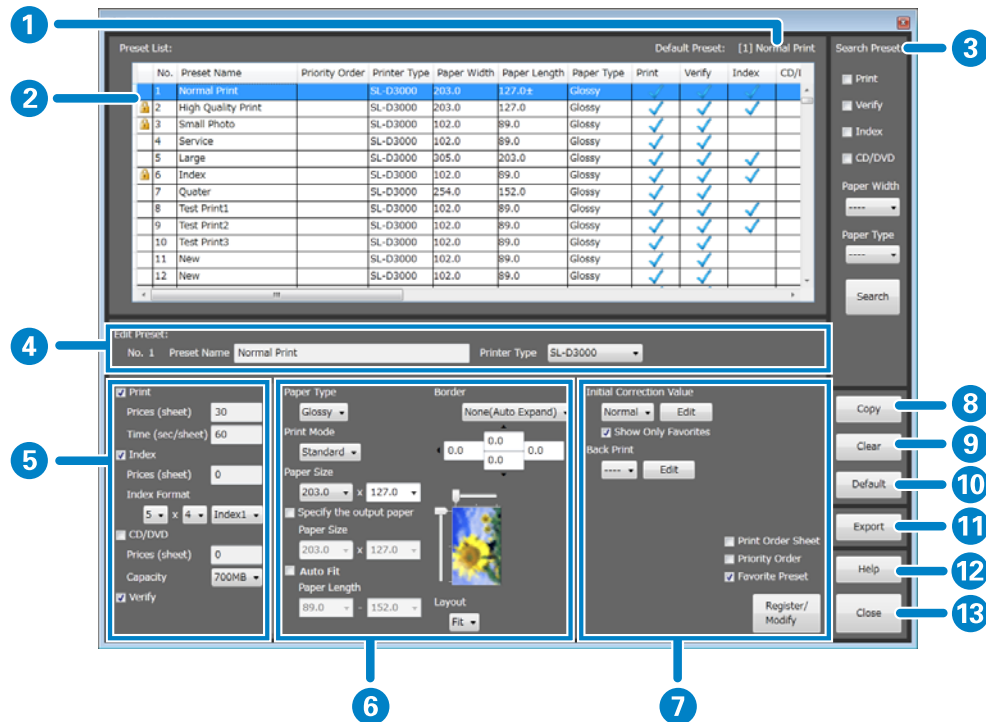 1
Preset List: Default Preset: [1] Normal Print Search Preset 3
No. Preset Name Priority Order Printer Type Paper Width Paper Length Paper Type Print Verify Index
2
1 Normal Print SL-D3000 203.0 127.0± Glossy
2 High Quality Print SL-D3000 203.0 127.0 Glossy
3 Small Photo SL-D3000 102.0 89.0 Glossy
4 Service SL-D3000 102.0 89.0 Glossy
5 Large SL-D3000 305.0 203.0 Glossy
6 Index SL-D3000 102.0 89.0 Glossy
7 Quater SL-D3000 254.0 152.0 Glossy
8 Test Print1 SL-D3000 102.0 89.0 Glossy
9 Test Print2 SL-D3000 102.0 89.0 Glossy
10 Test Print3 SL-D3000 102.0 89.0 Glossy
11 New SL-D3000 102.0 89.0 Glossy
12 New SL-D3000 102.0 89.0 Glossy
Print
Verify
Index
CD/DVD
Paper Width
----
Paper Type
----
Search
4
Edit Preset:
No. 1 Preset Name Normal Print Printer Type SL-D3000
5
Print
Prices (sheet) 30
Time (sec/sheet) 60
Index
Prices (sheet) 0
Index Format
5 x 4 Index1
CD/DVD
Prices (sheet) 0
Capacity 700MB
Verify
Paper Type
Glossy
Print Mode
Standard
Paper Size
203.0 x 127.0
Specify the output paper
Paper Size
203.0 x 127.0
Auto Fit
Paper Length
89.0 - 152.0
Border
None(Auto Expand)
0.0
0.0 0.0
0.0
Layout
Fit
6
Initial Correction Value
Normal Edit
Show Only Favorites
Back Print
---- Edit
Print Order Sheet
Priority Order
Favorite Preset
Register/
Modify
7
Copy 8
Clear 9
Default 10
Export 11
Help 12
Close 13